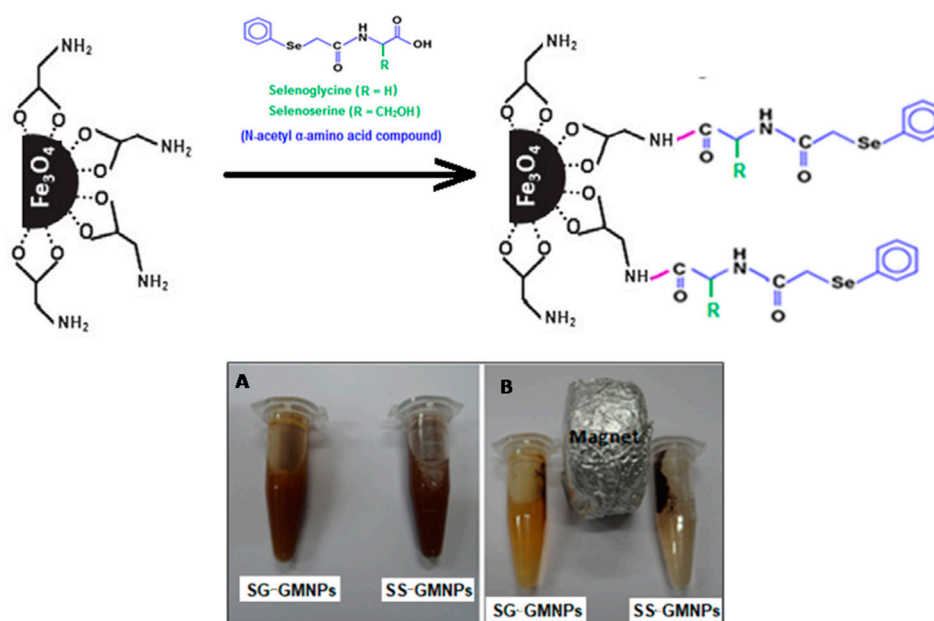 NH₂
NH₂
NH₂
NH₂
O
O
O
O
O
O
O
O
Fe₃O₄
Se
O
H
N
O
OH
R
Selenoglycine (R = H)
Selenoserine (R = CH₂OH)
(N-acetyl α-amino acid compound)
NH₂
O
O
O
O
O
O
O
O
Fe₃O₄
NH
C
O
R
H
N
C
O
Se
NH
C
O
R
H
N
C
O
Se
NH₂
A
SG-GMNPs
SS-GMNPs
B
Magnet
SG-GMNPs
SS-GMNPs